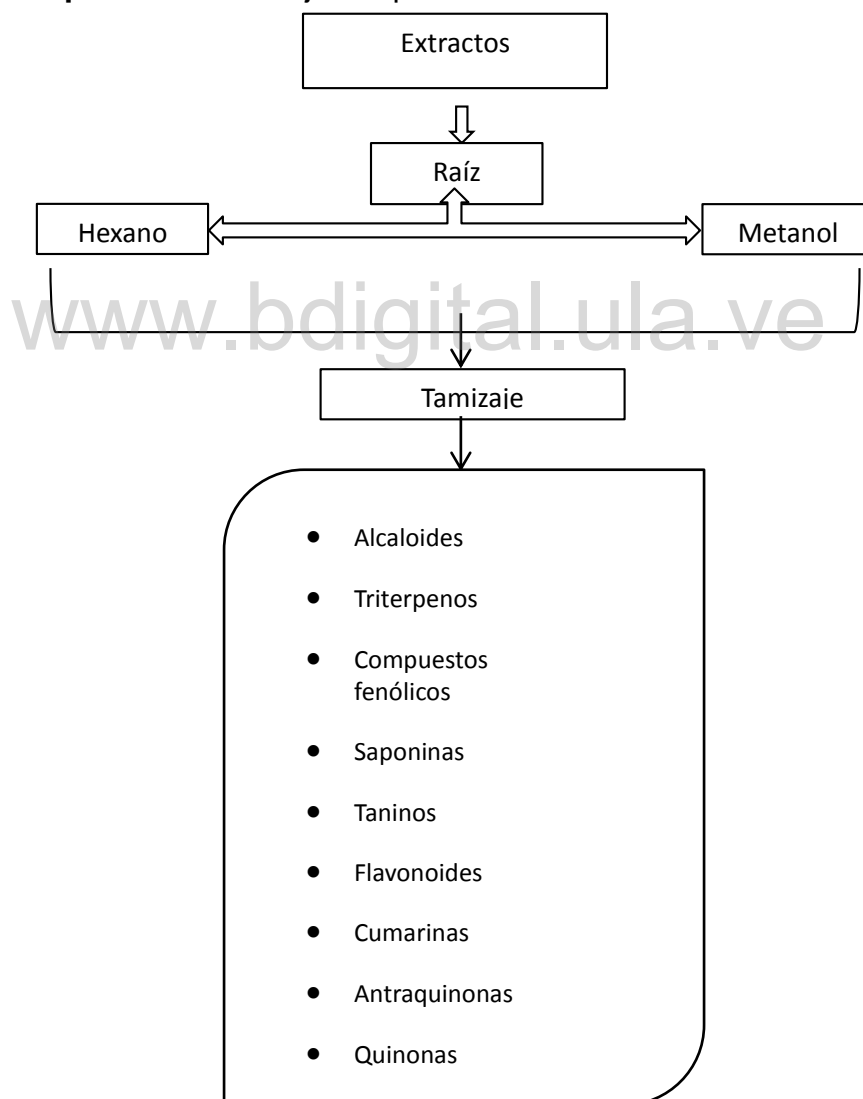 Extractos
Raíz
Hexano
Metanol
www.bdigital.ula.ve
Tamizaje
• Alcaloides
• Triterpenos
• Compuestos
fenólicos
• Saponinas
• Taninos
• Flavonoides
• Cumarinas
• Antraquinonas
• Quinonas